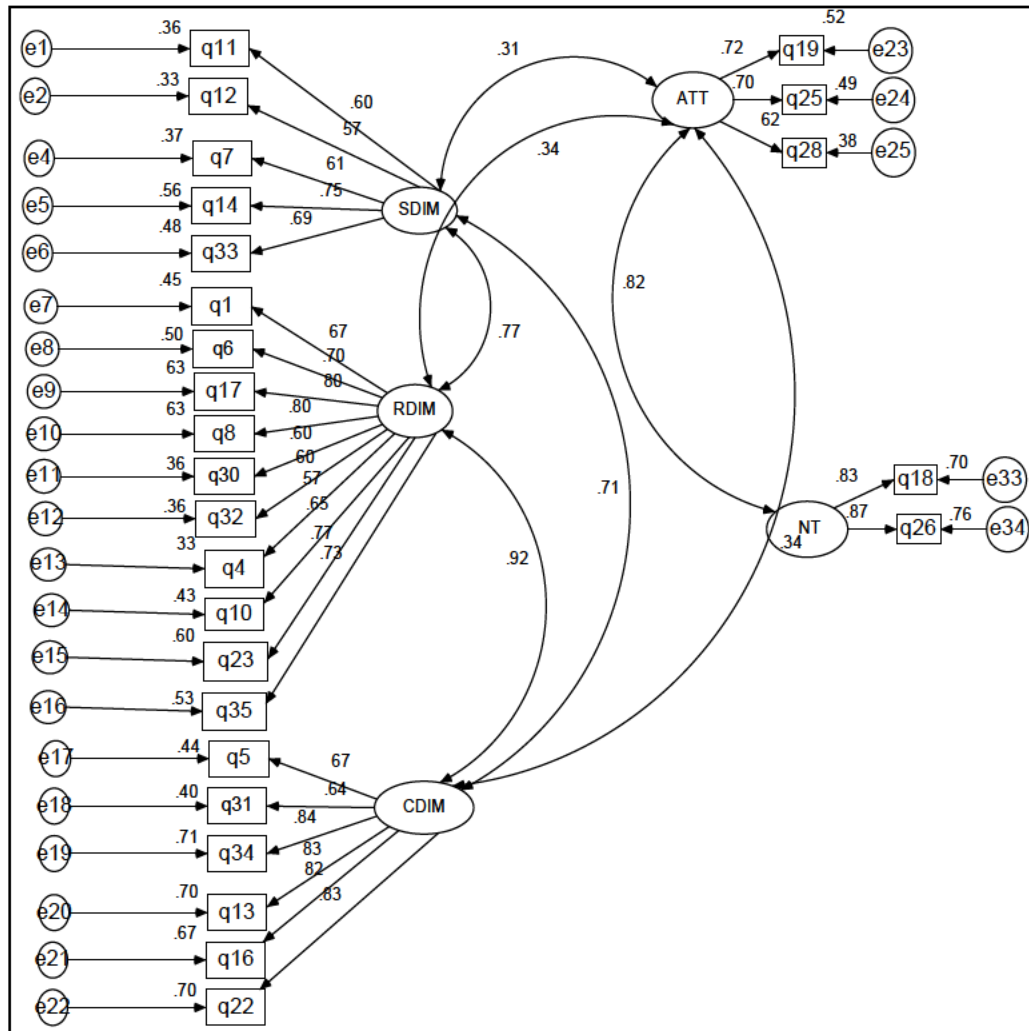 e1 .36 q11
e2 .33 q12
.60
57
e4 .37 q7
61
e5 .56 q14
.75
e6 .48 q33
.69
SDIM
e7 .45 q1
67
e8 .50 q6
.70
e9 63 q17
80
e10 63 q8
.80
e11 36 q30
.60
e12 .36 q32
60
e13 33 q4
57
e14 .43 q10
.65
e15 .60 q23
.77
e16 .53 q35
.73
RDIM
e17 .44 q5
67
e18 .40 q31
.64
e19 .71 q34
.84
e20 .70 q13
83
e21 .67 q16
82
e22 .70 q22
.83
CDIM
.31
.34
.77
.71
.92
.82
.34
ATT
.72 q19 .52 e23
.70 q25 .49 e24
62 q28 38 e25
NT
.83 q18 .70 e33
.87 q26 .76 e34